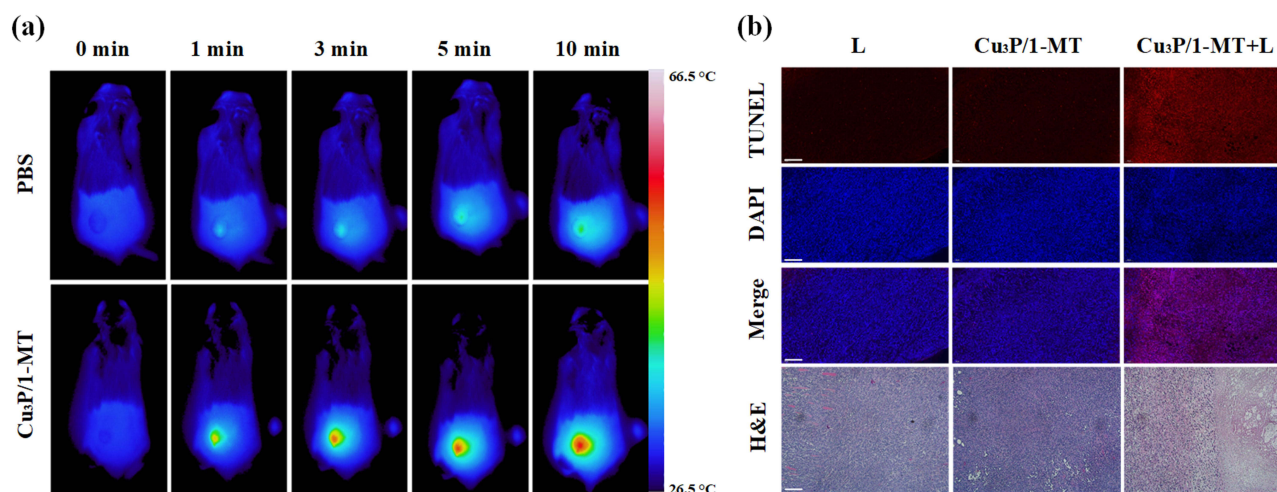 (a)
0 min 1 min 3 min 5 min 10 min
PBS
Cu₃P/1-MT
66.5 °C
26.5 °C
(b)
L Cu₃P/1-MT Cu₃P/1-MT+L
TUNEL
DAPI
Merge
H&E